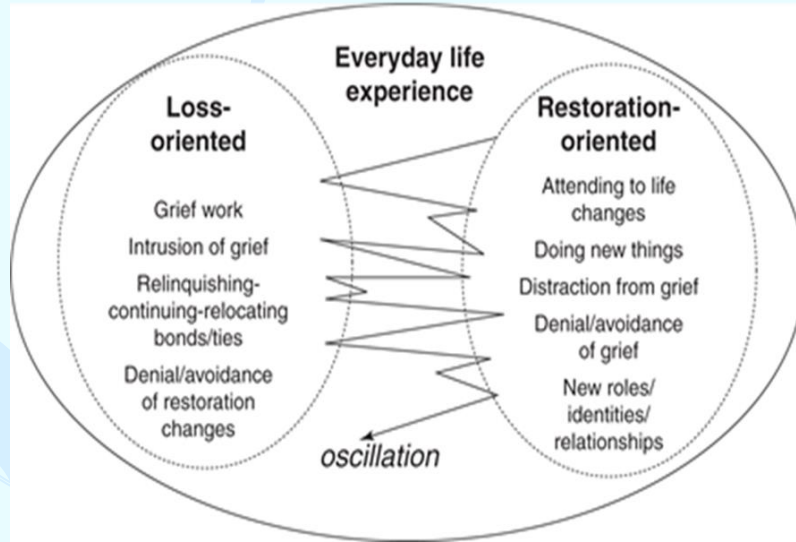 Everyday life
experience
Loss-
oriented
Grief work
Intrusion of grief
Relinquishing-
continuing-relocating
bonds/ties
Denial/avoidance
of restoration
changes
Restoration-
oriented
Attending to life
changes
Doing new things
Distraction from grief
Denial/avoidance
of grief
New roles/
identities/
relationships
oscillation